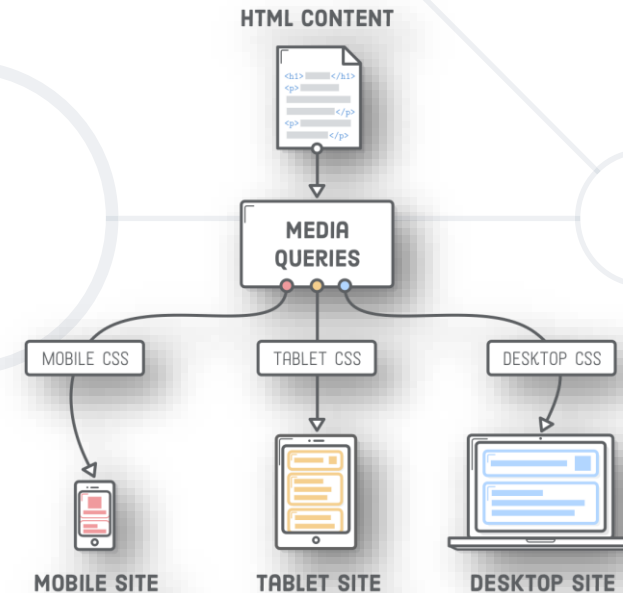 HTML CONTENT
<h1> </h1>
<p>
</p>
<p>
</p>
MEDIA
QUERIES
MOBILE CSS
TABLET CSS
DESKTOP CSS
MOBILE SITE
TABLET SITE
DESKTOP SITE